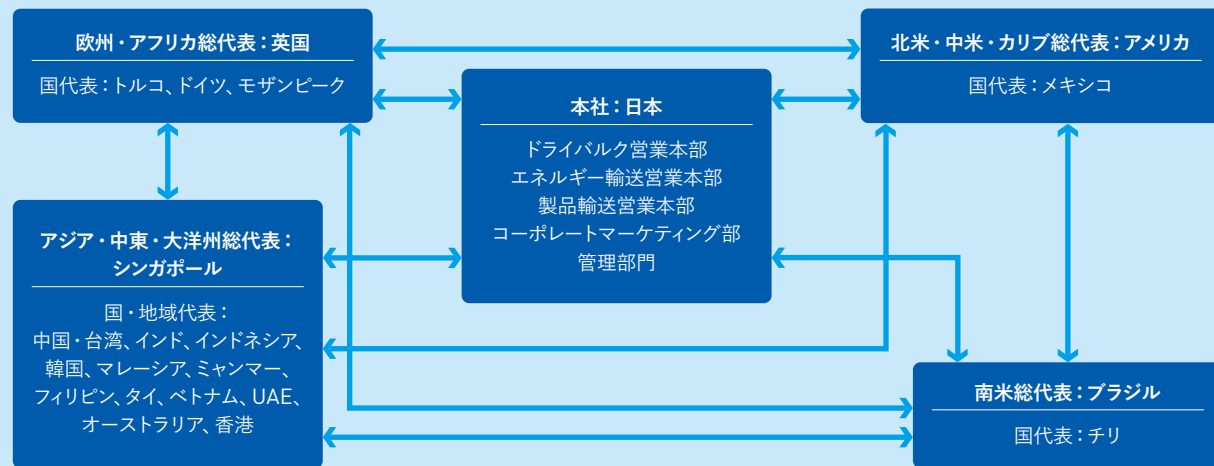 欧州・アフリカ総代表：英国
国代表：トルコ、ドイツ、モザンビーク
北米・中米・カリブ総代表：アメリカ
国代表：メキシコ
本社：日本
ドライバルク営業本部
エネルギー輸送営業本部
製品輸送営業本部
コーポレートマーケティング部
管理部門
アジア・中東・大洋州総代表：
シンガポール
国・地域代表：
中国・台湾、インド、インドネシア、
韓国、マレーシア、ミャンマー、
フィリピン、タイ、ベトナム、UAE、
オーストラリア、香港
南米総代表：ブラジル
国代表：チリ